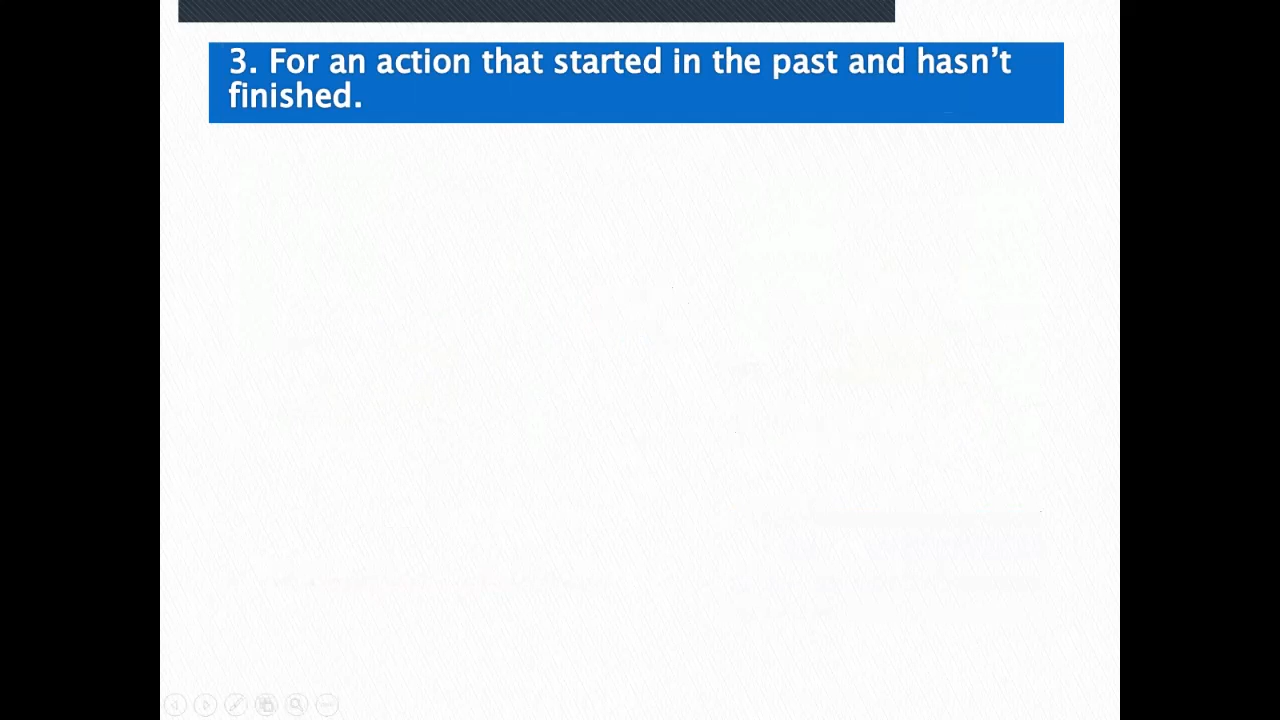 3. For an action that started in the past and hasn’t
finished.